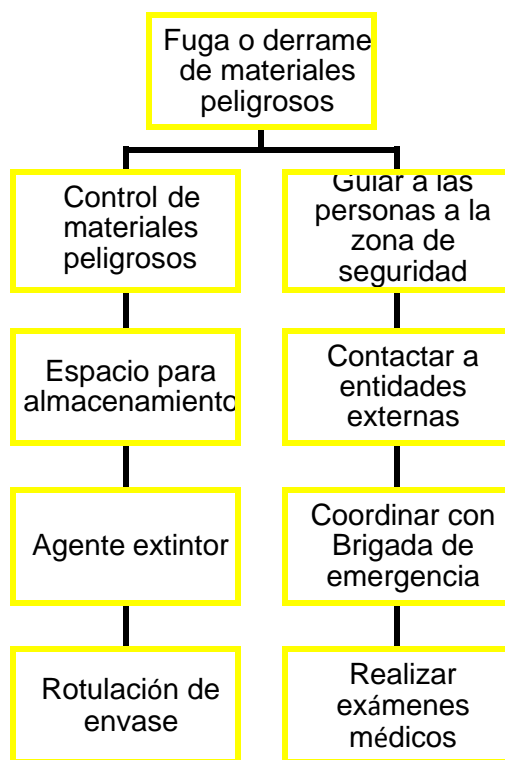 Fuga o derrame
de materiales
peligrosos
Control de
materiales
peligrosos
Guiar a las
personas a la
zona de
seguridad
Espacio para
almacenamiento
Contactar a
entidades
externas
Agente extintor
Coordinar con
Brigada de
emergencia
Rotulación de
envase
Realizar
exámenes
médicos